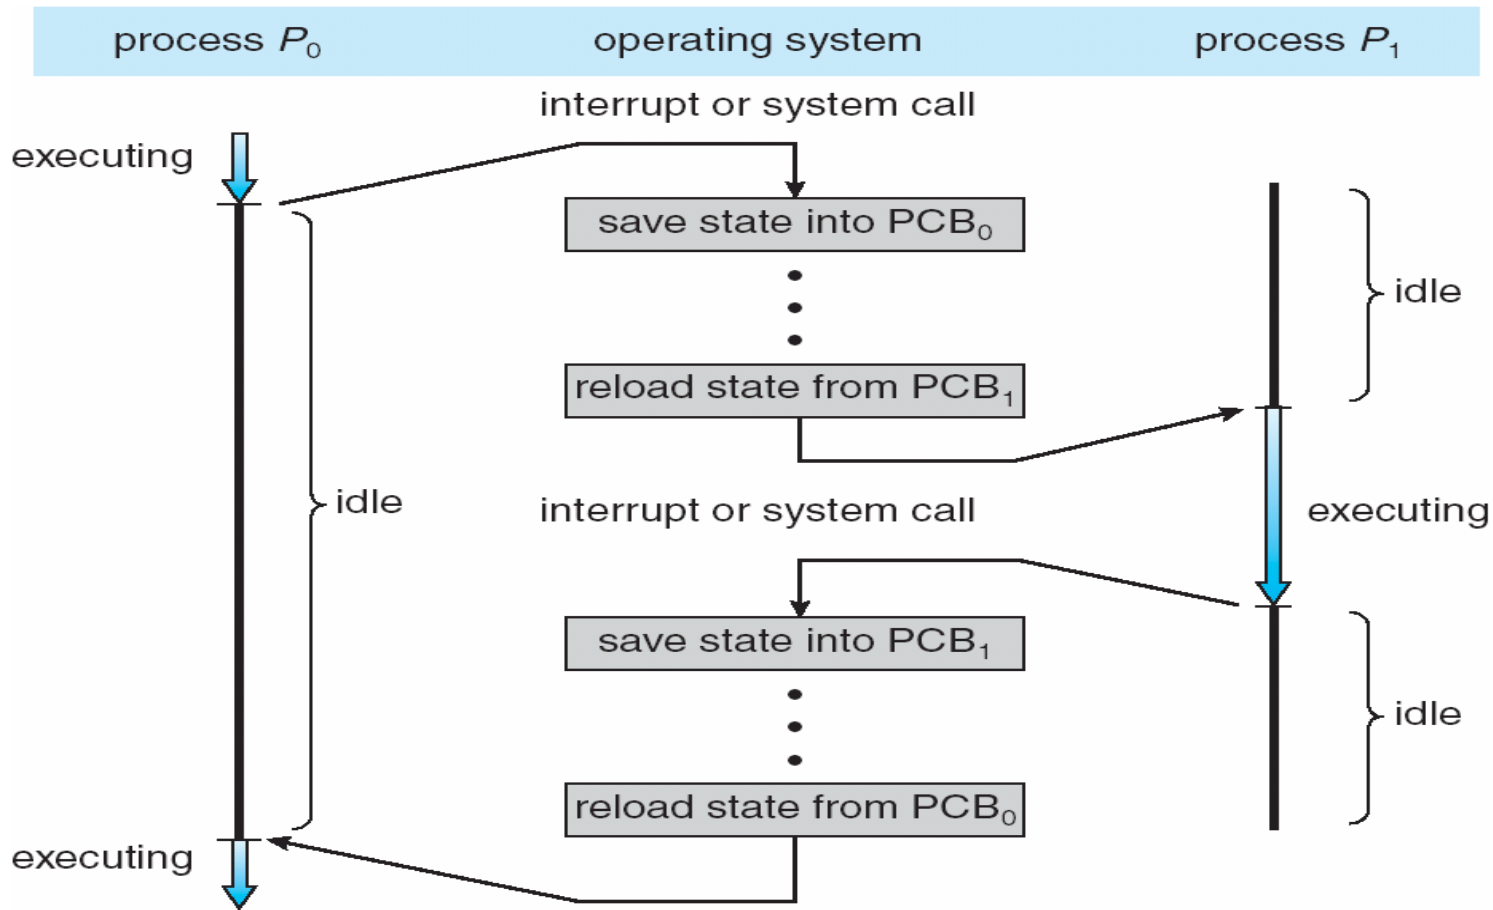 process P₀ operating system process P₁
interrupt or system call
executing
save state into PCB₀
idle
reload state from PCB₁
idle
interrupt or system call
executing
save state into PCB₁
idle
reload state from PCB₀
executing